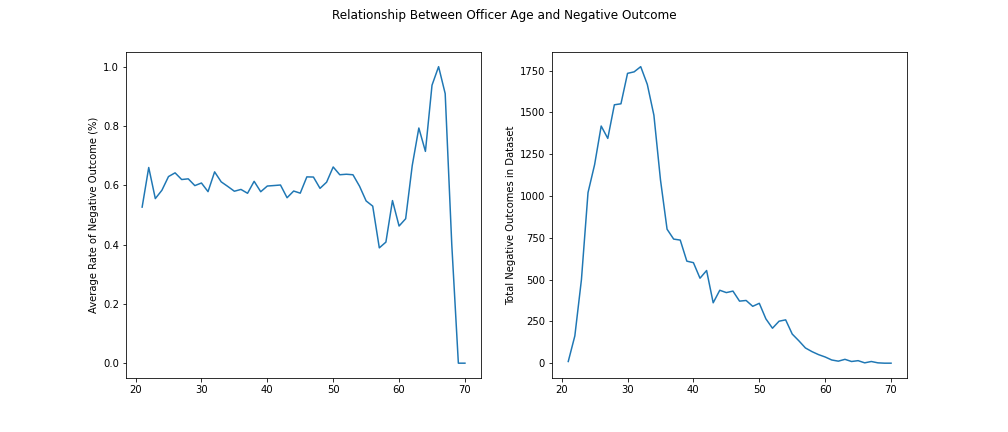 Relationship Between Officer Age and Negative Outcome
Average Rate of Negative Outcome (%)
1.0
0.8
0.6
0.4
0.2
0.0
20 30 40 50 60 70
Total Negative Outcomes in Dataset
1750
1500
1250
1000
750
500
250
0
20 30 40 50 60 70